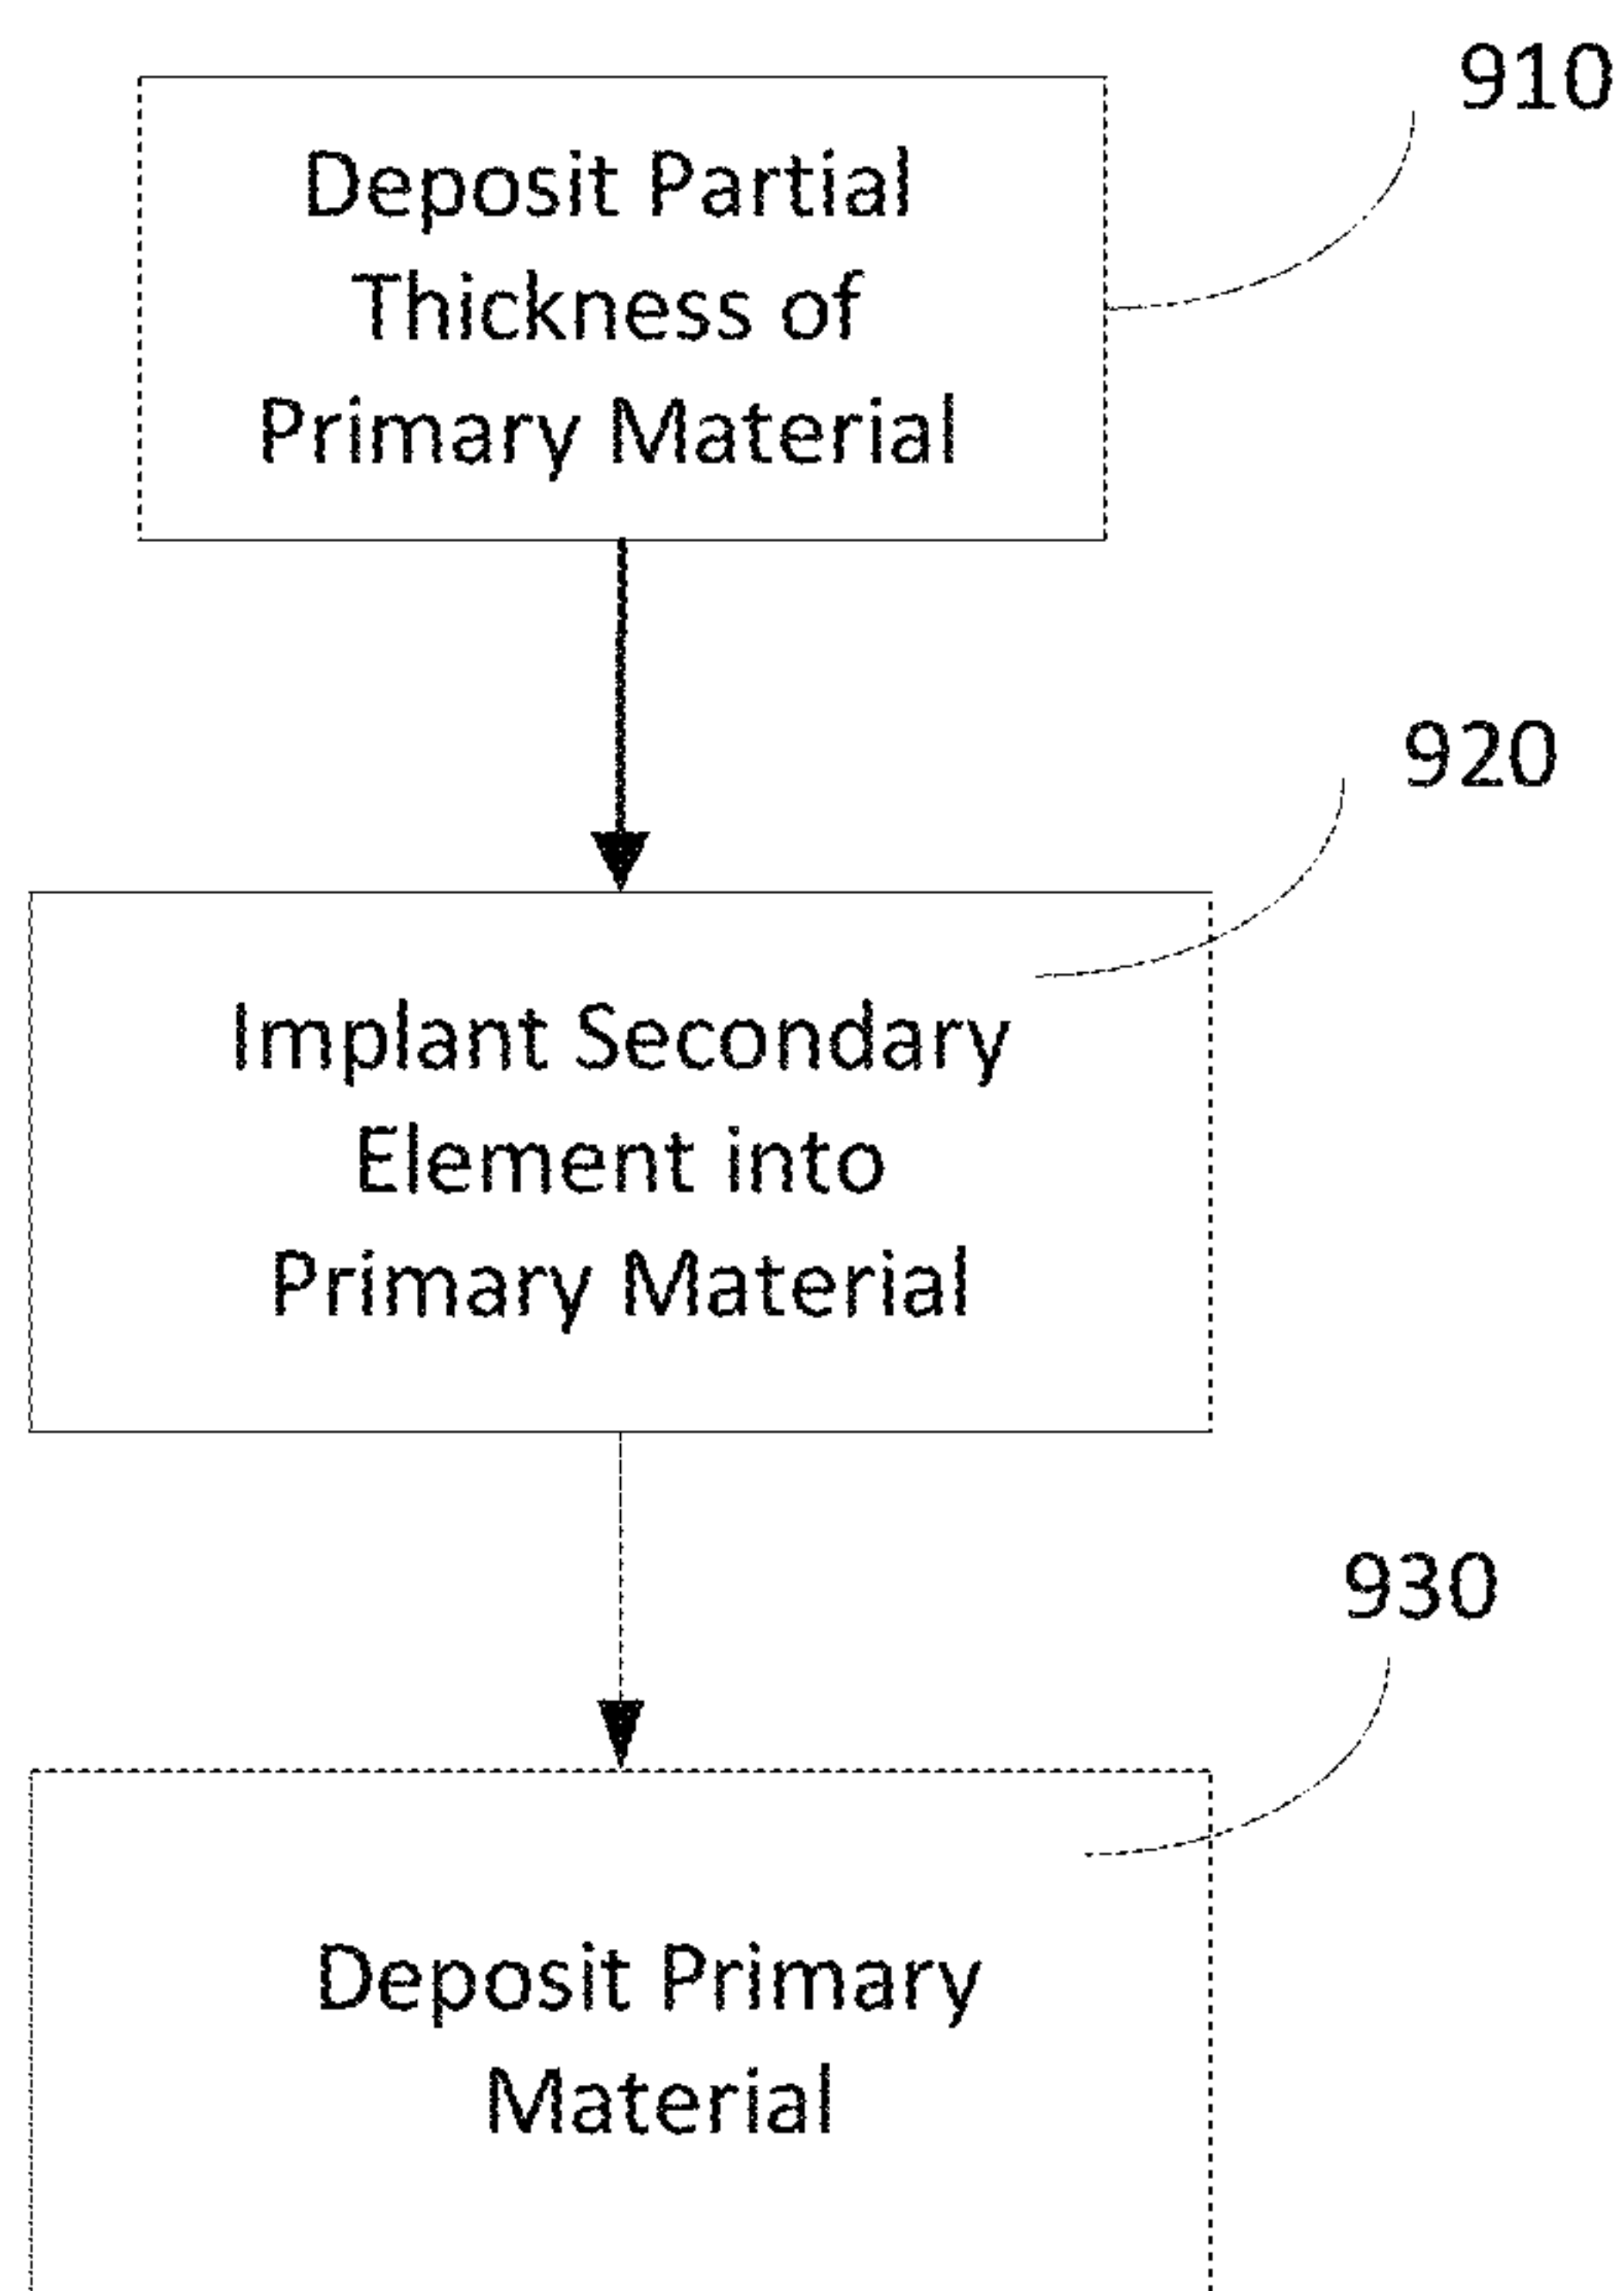 910
Deposit Partial
Thickness of
Primary Material
920
Implant Secondary
Element into
Primary Material
930
Deposit Primary
Material